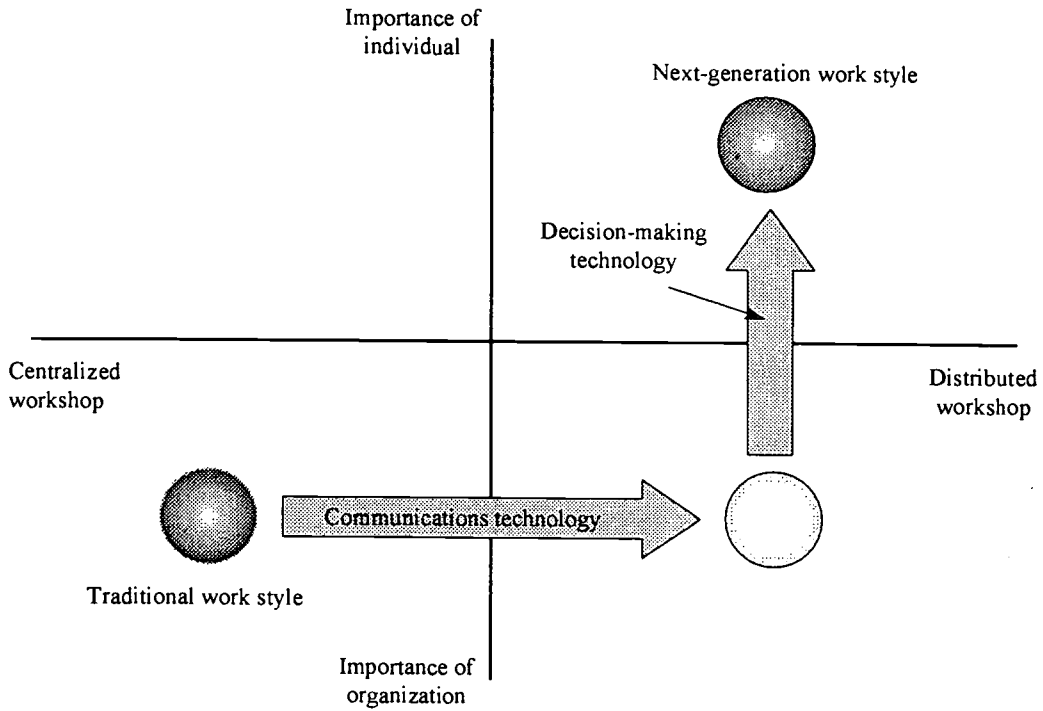 Importance of
individual
Next-generation work style
Decision-making
technology
Centralized
workshop
Distributed
workshop
Communications technology
Traditional work style
Importance of
organization